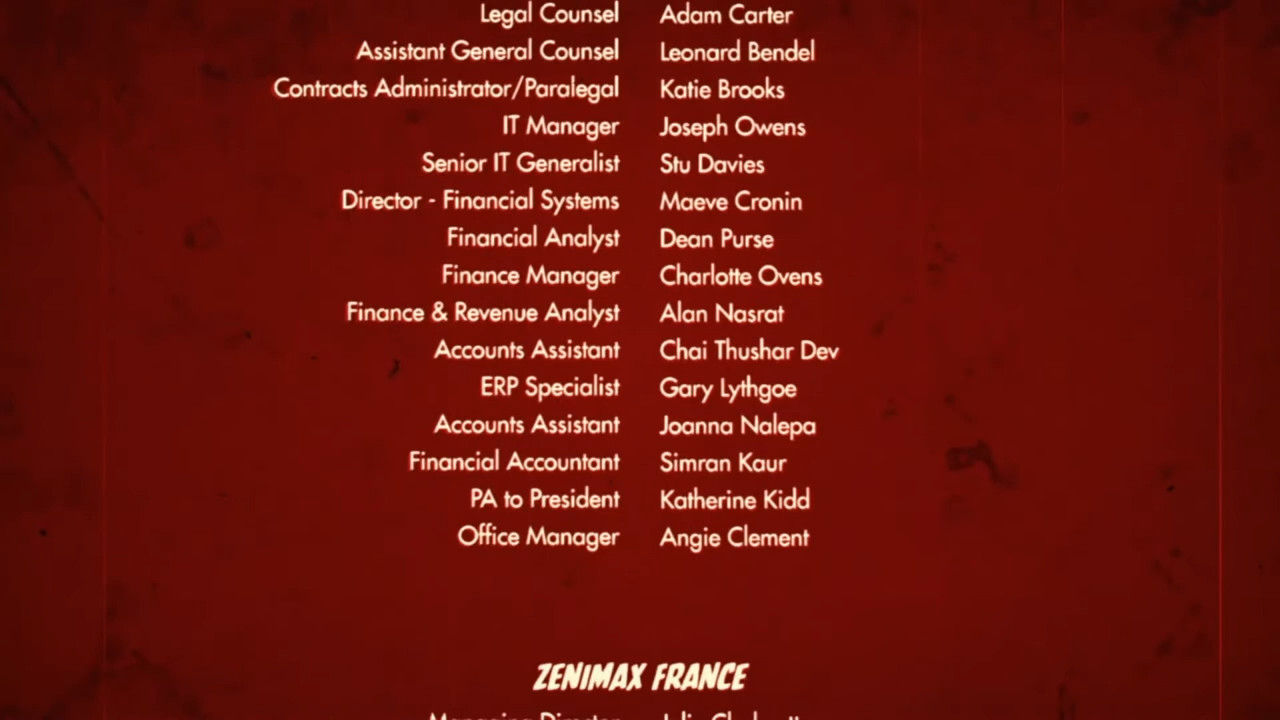 Legal Counsel Adam Carter
Assistant General Counsel Leonard Bendel
Contracts Administrator/Paralegal Katie Brooks
IT Manager Joseph Owens
Senior IT Generalist Stu Davies
Director - Financial Systems Maeve Cronin
Financial Analyst Dean Purse
Finance Manager Charlotte Ovens
Finance & Revenue Analyst Alan Nasrat
Accounts Assistant Chai Thushar Dev
ERP Specialist Gary Lythgoe
Accounts Assistant Joanna Nalepa
Financial Accountant Simran Kaur
PA to President Katherine Kidd
Office Manager Angie Clement
ZENIMAX FRANCE
Managing Director